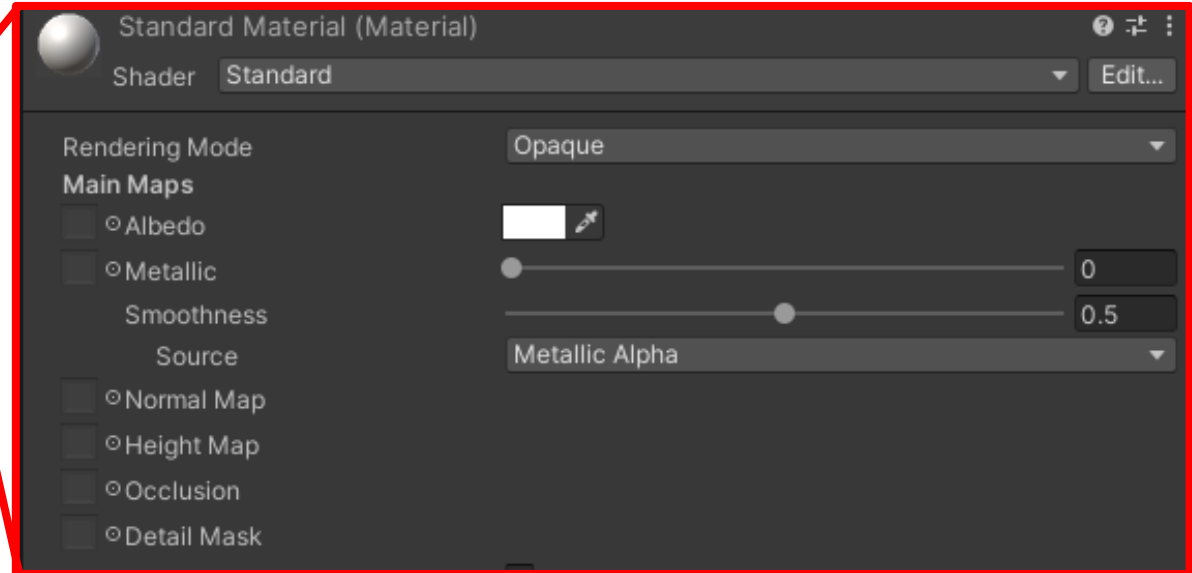 Standard Material (Material)
Shader Standard Edit...
Rendering Mode Opaque
Main Maps
Albedo
Metallic 0
Smoothness 0.5
Source Metallic Alpha
Normal Map
Height Map
Occlusion
Detail Mask